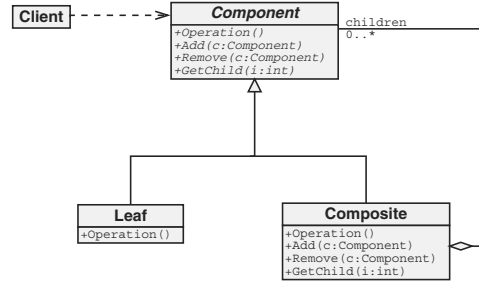 Client
Component
+Operation()
+Add(c:Component)
+Remove(c:Component)
+GetChild(i:int)
children
0..*
Leaf
+Operation()
Composite
+Operation()
+Add(c:Component)
+Remove(c:Component)
+GetChild(i:int)